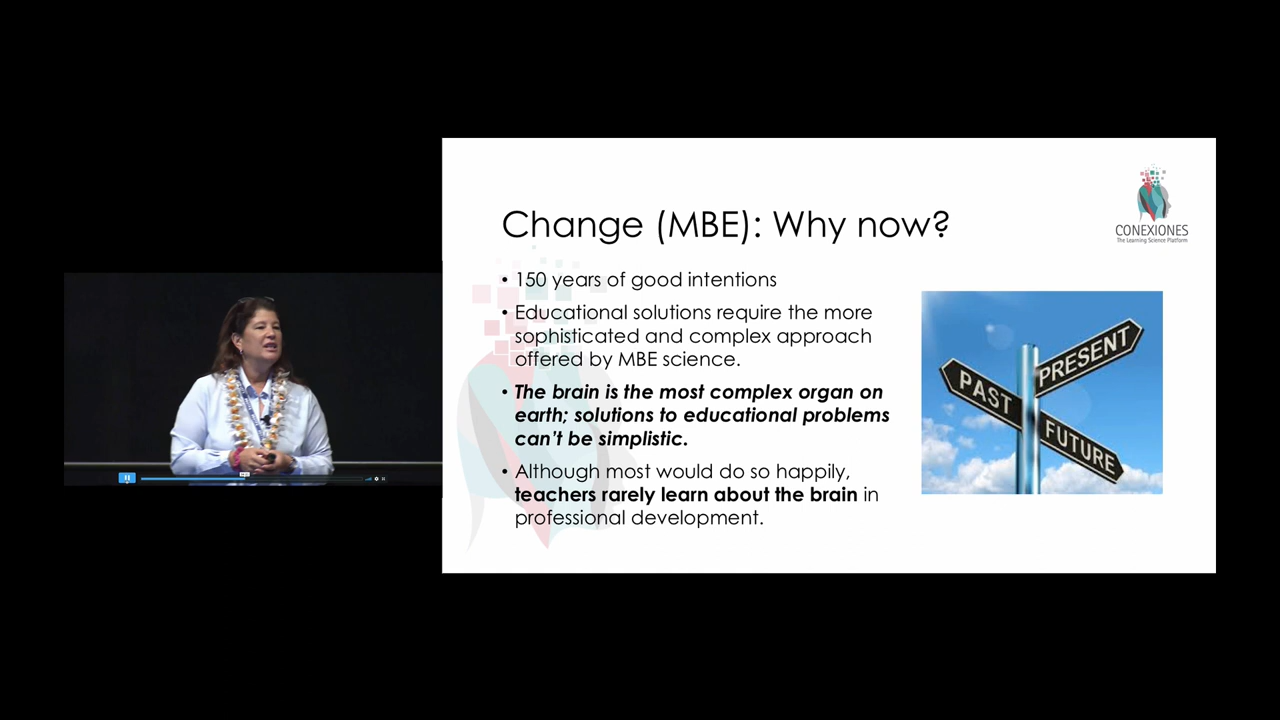 Change (MBE): Why now?
CONEXIONES
The Learning Science Platform
• 150 years of good intentions
• Educational solutions require the more
sophisticated and complex approach
offered by MBE science.
• The brain is the most complex organ on
earth; solutions to educational problems
can't be simplistic.
• Although most would do so happily,
teachers rarely learn about the brain in
professional development.
PAST
PRESENT
FUTURE